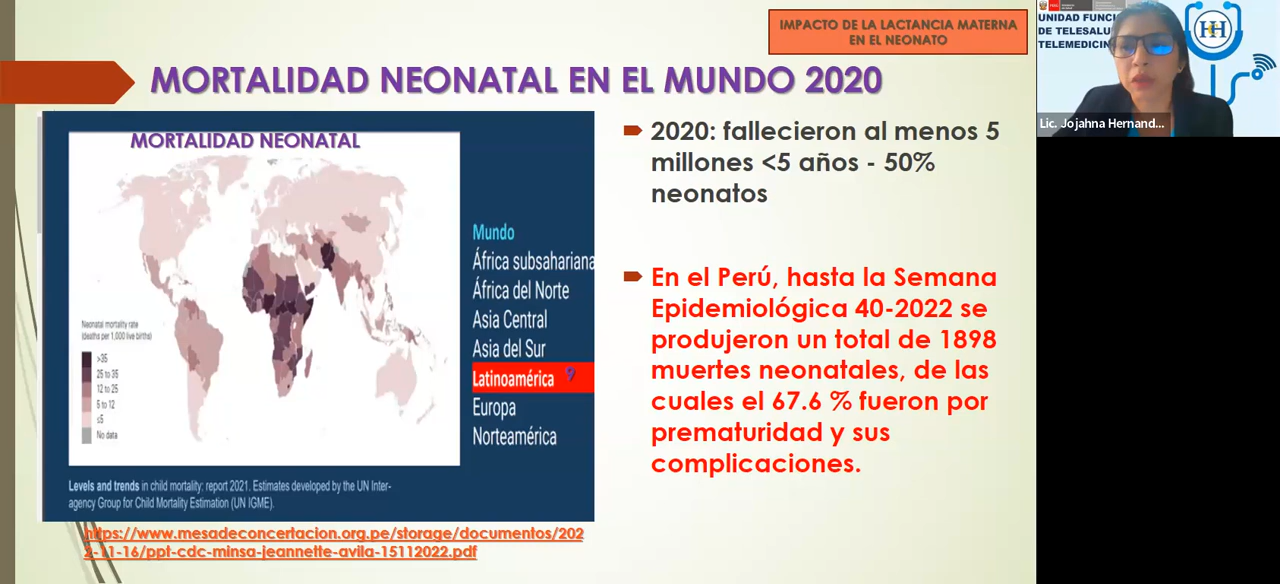 IMPACTO DE LA LACTANCIA MATERNA
EN EL NEONATO
MORTALIDAD NEONATAL EN EL MUNDO 2020
MORTALIDAD NEONATAL
Neonatal mortality rate
(deaths per 1,000 live births)
>35
25 to 35
12 to 25
5 to 12
≤5
No data
Mundo
África subsahariana
África del Norte
Asia Central
Asia del Sur
Latinoamérica 9
Europa
Norteamérica
Levels and trends in child mortality: report 2021. Estimates developed by the UN Inter-
agency Group for Child Mortality Estimation (UN IGME).
https://www.mesadeconcertacion.org.pe/storage/documentos/202
2-11-16/ppt-cdc-minsa-jeannette-avila-15112022.pdf
2020: fallecieron al menos 5
millones <5 años - 50%
neonatos
En el Perú, hasta la Semana
Epidemiológica 40-2022 se
produjeron un total de 1898
muertes neonatales, de las
cuales el 67.6 % fueron por
prematuridad y sus
complicaciones.
UNIDAD FUNCI
DE TELESALU
TELEMEDICIN
HH
Lic. Jojahna Hernand...